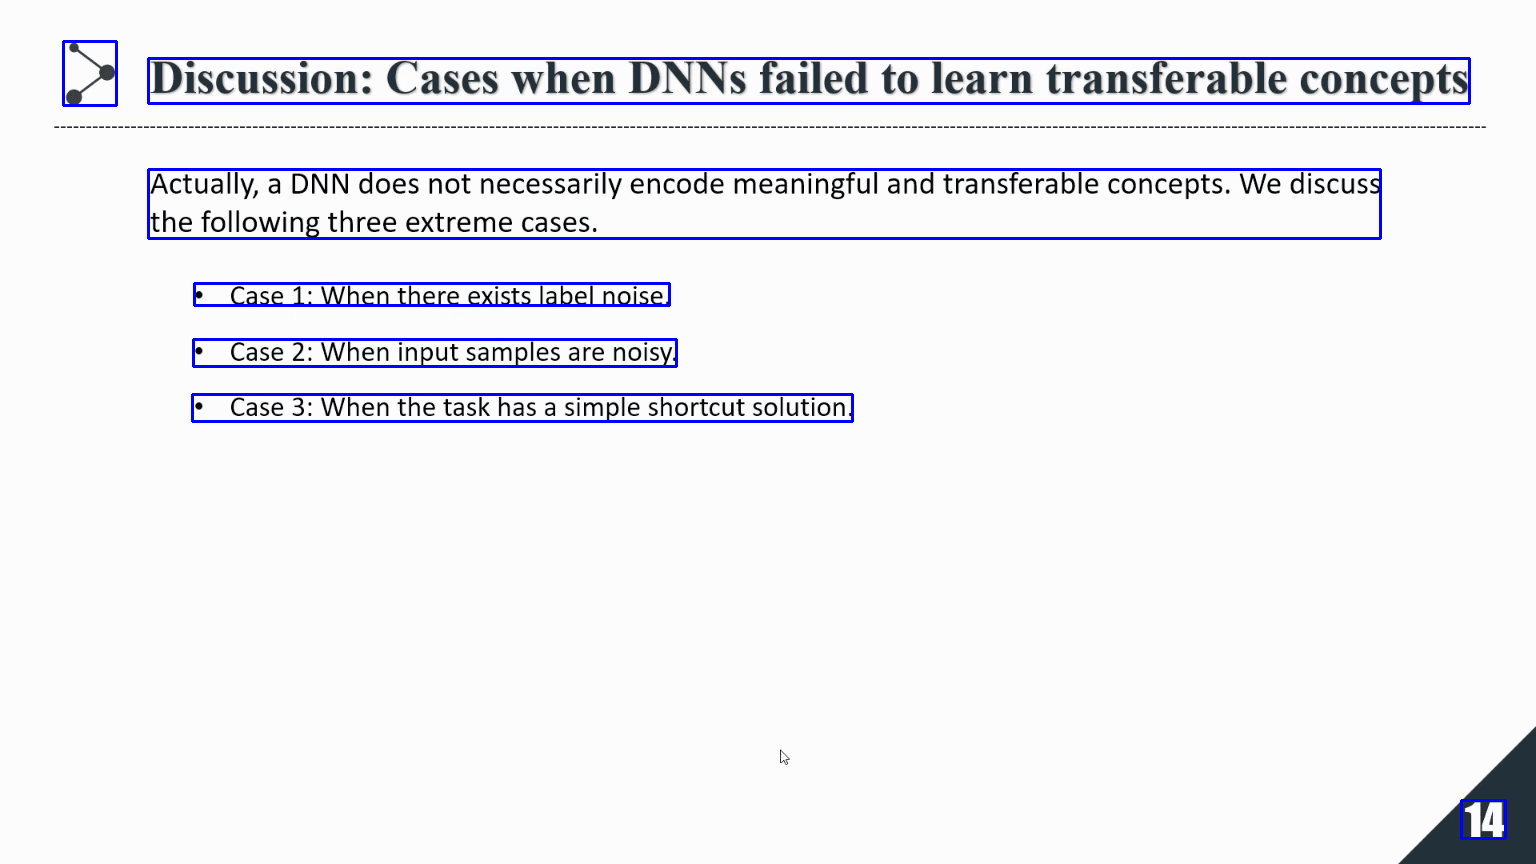 Discussion: Cases when DNNs failed to learn transferable concepts
Actually, a DNN does not necessarily encode meaningful and transferable concepts. We discuss
the following three extreme cases.
• Case 1: When there exists label noise.
• Case 2: When input samples are noisy.
• Case 3: When the task has a simple shortcut solution.
14